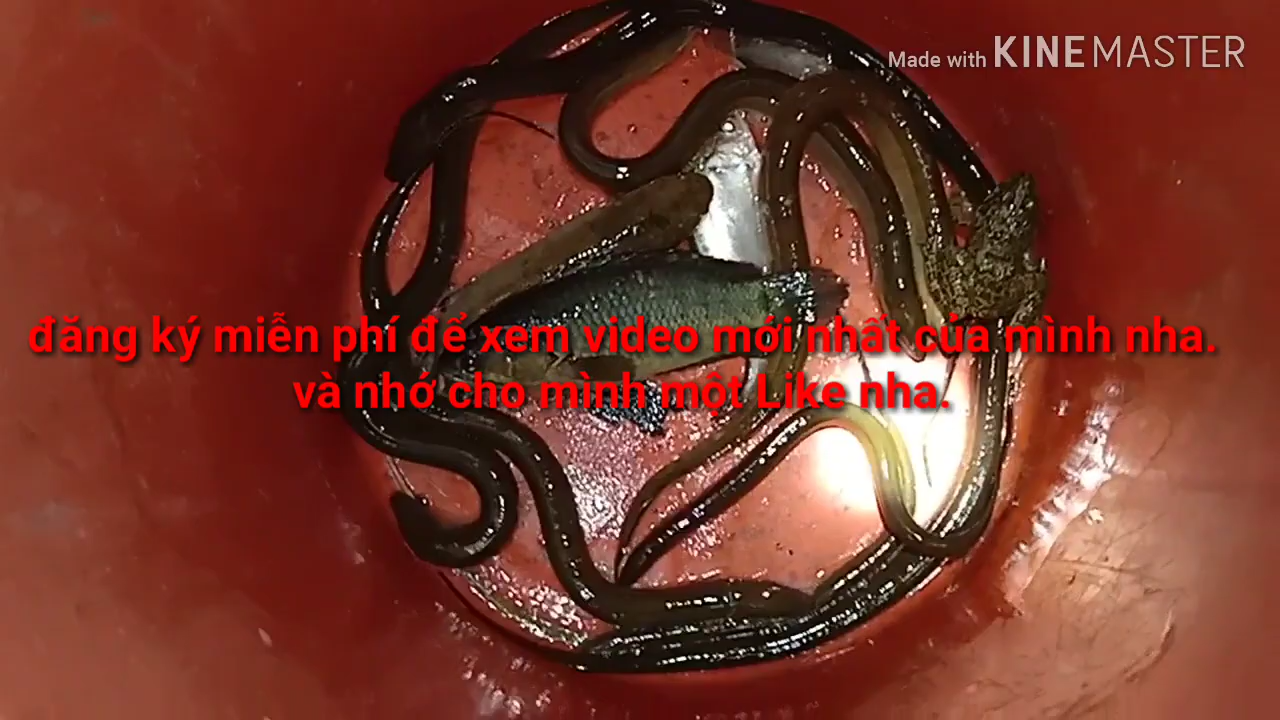 Made with KINEMASTER
đăng ký miễn phí để xem video mới nhất của mình nha.
và nhớ cho mình một Like nha.